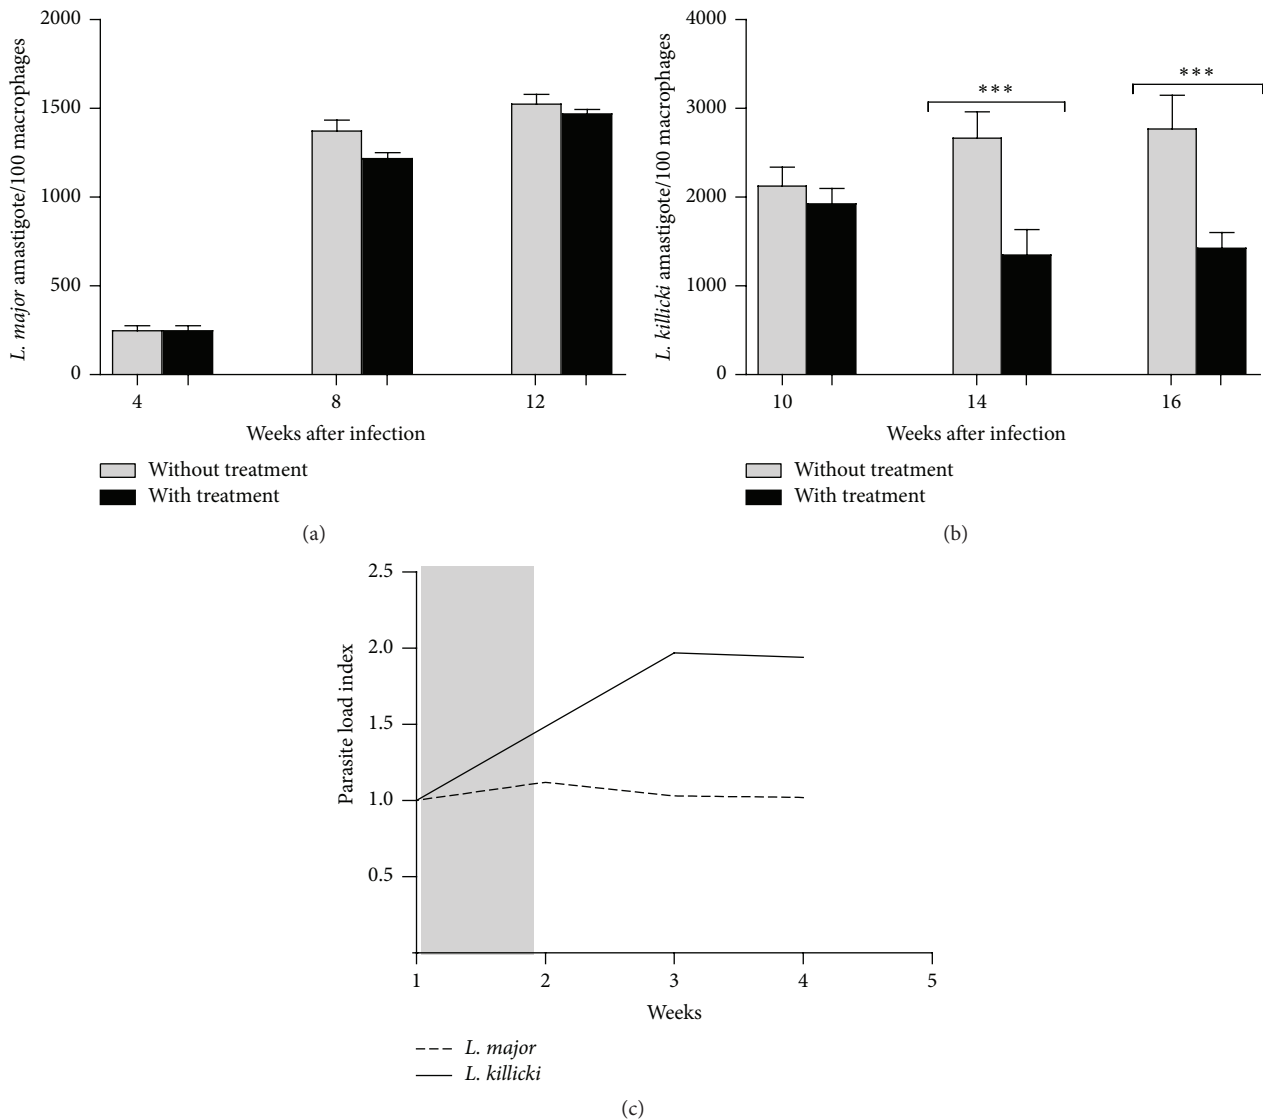 2000
1500
1000
500
0
L. major amastigote/100 macrophages
4
8
12
Weeks after infection
Without treatment
With treatment
(a)
4000
3000
2000
1000
0
L. killicki amastigote/100 macrophages
***
***
10
14
16
Weeks after infection
Without treatment
With treatment
(b)
2.5
2.0
1.5
1.0
0.5
Parasite load index
1
2
3
4
5
Weeks
L. major
L. killicki
(c)